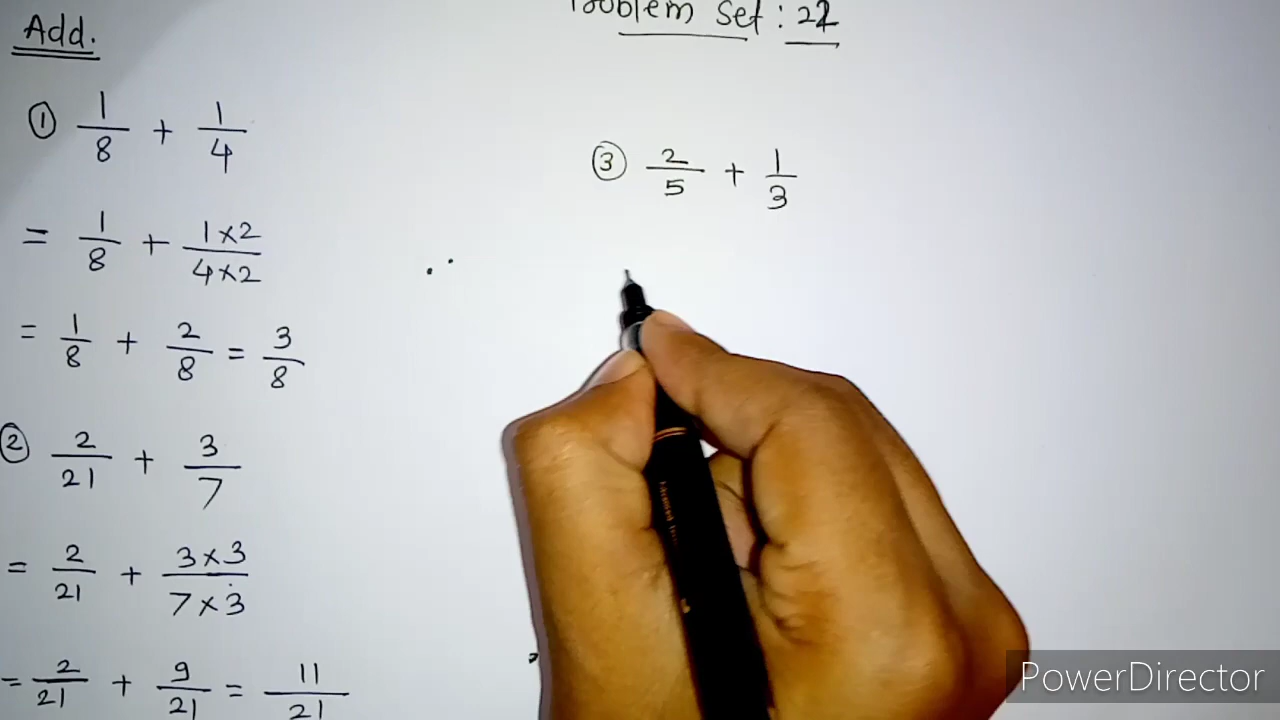 Problem Set : 22
Add.
① 1/8 + 1/4
= 1/8 + 1×2/4×2
= 1/8 + 2/8 = 3/8
② 2/21 + 3/7
= 2/21 + 3×3/7×3
= 2/21 + 9/21 = 11/21
③ 2/5 + 1/3
PowerDirector